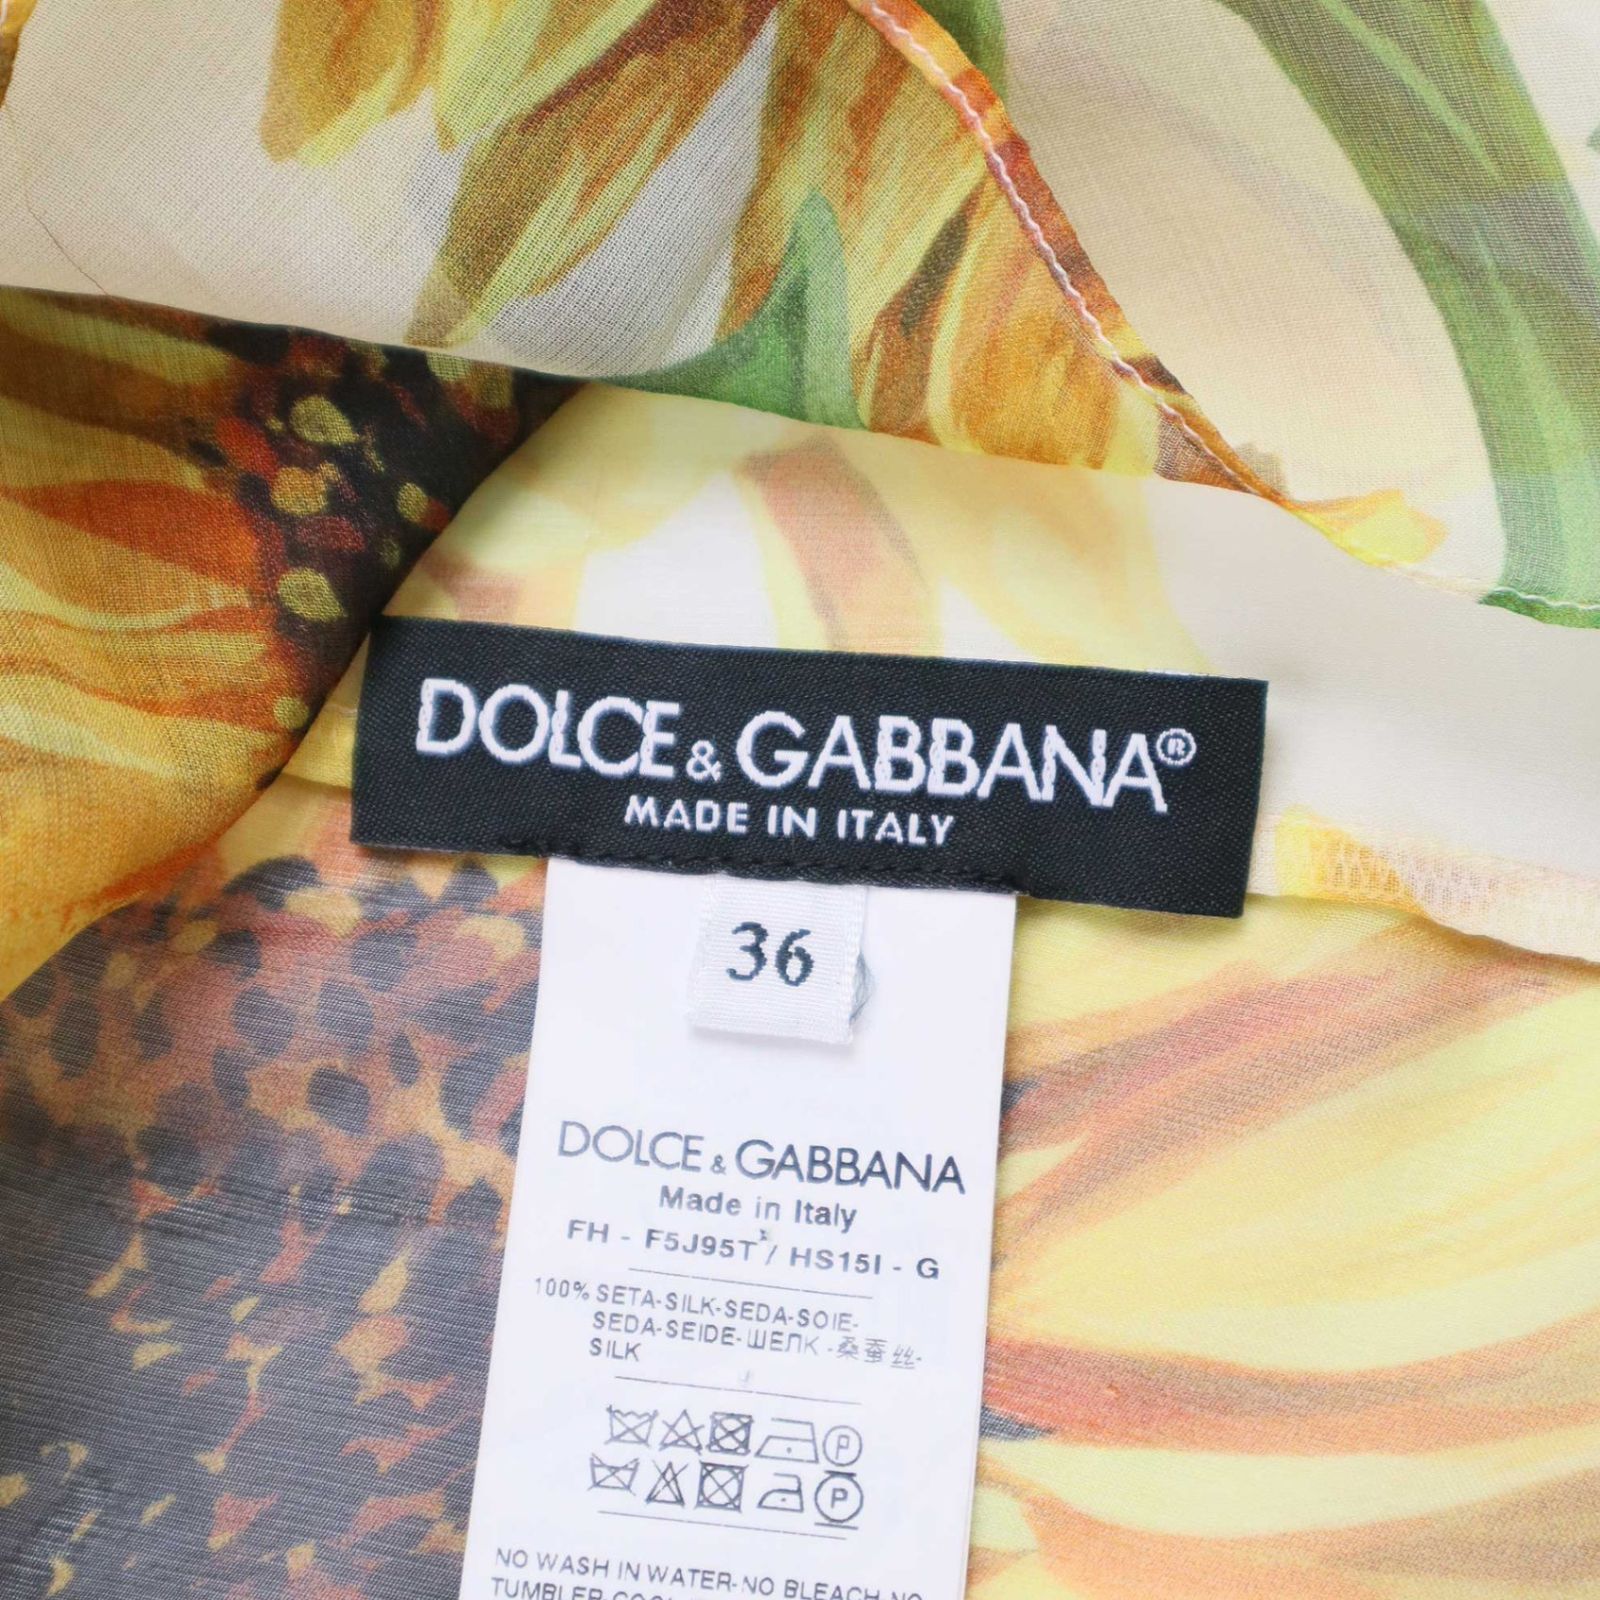 DOLCE & GABBANA®
MADE IN ITALY
36
DOLCE & GABBANA
Made in Italy
FH - F5J95T / HS15I - G
100% SETA-SILK-SEDA-SOIE-
SEDA-SEIDE-ШЕЛК-桑蚕丝-
SILK
P
P
NO WASH IN WATER-NO BLEACH-NO